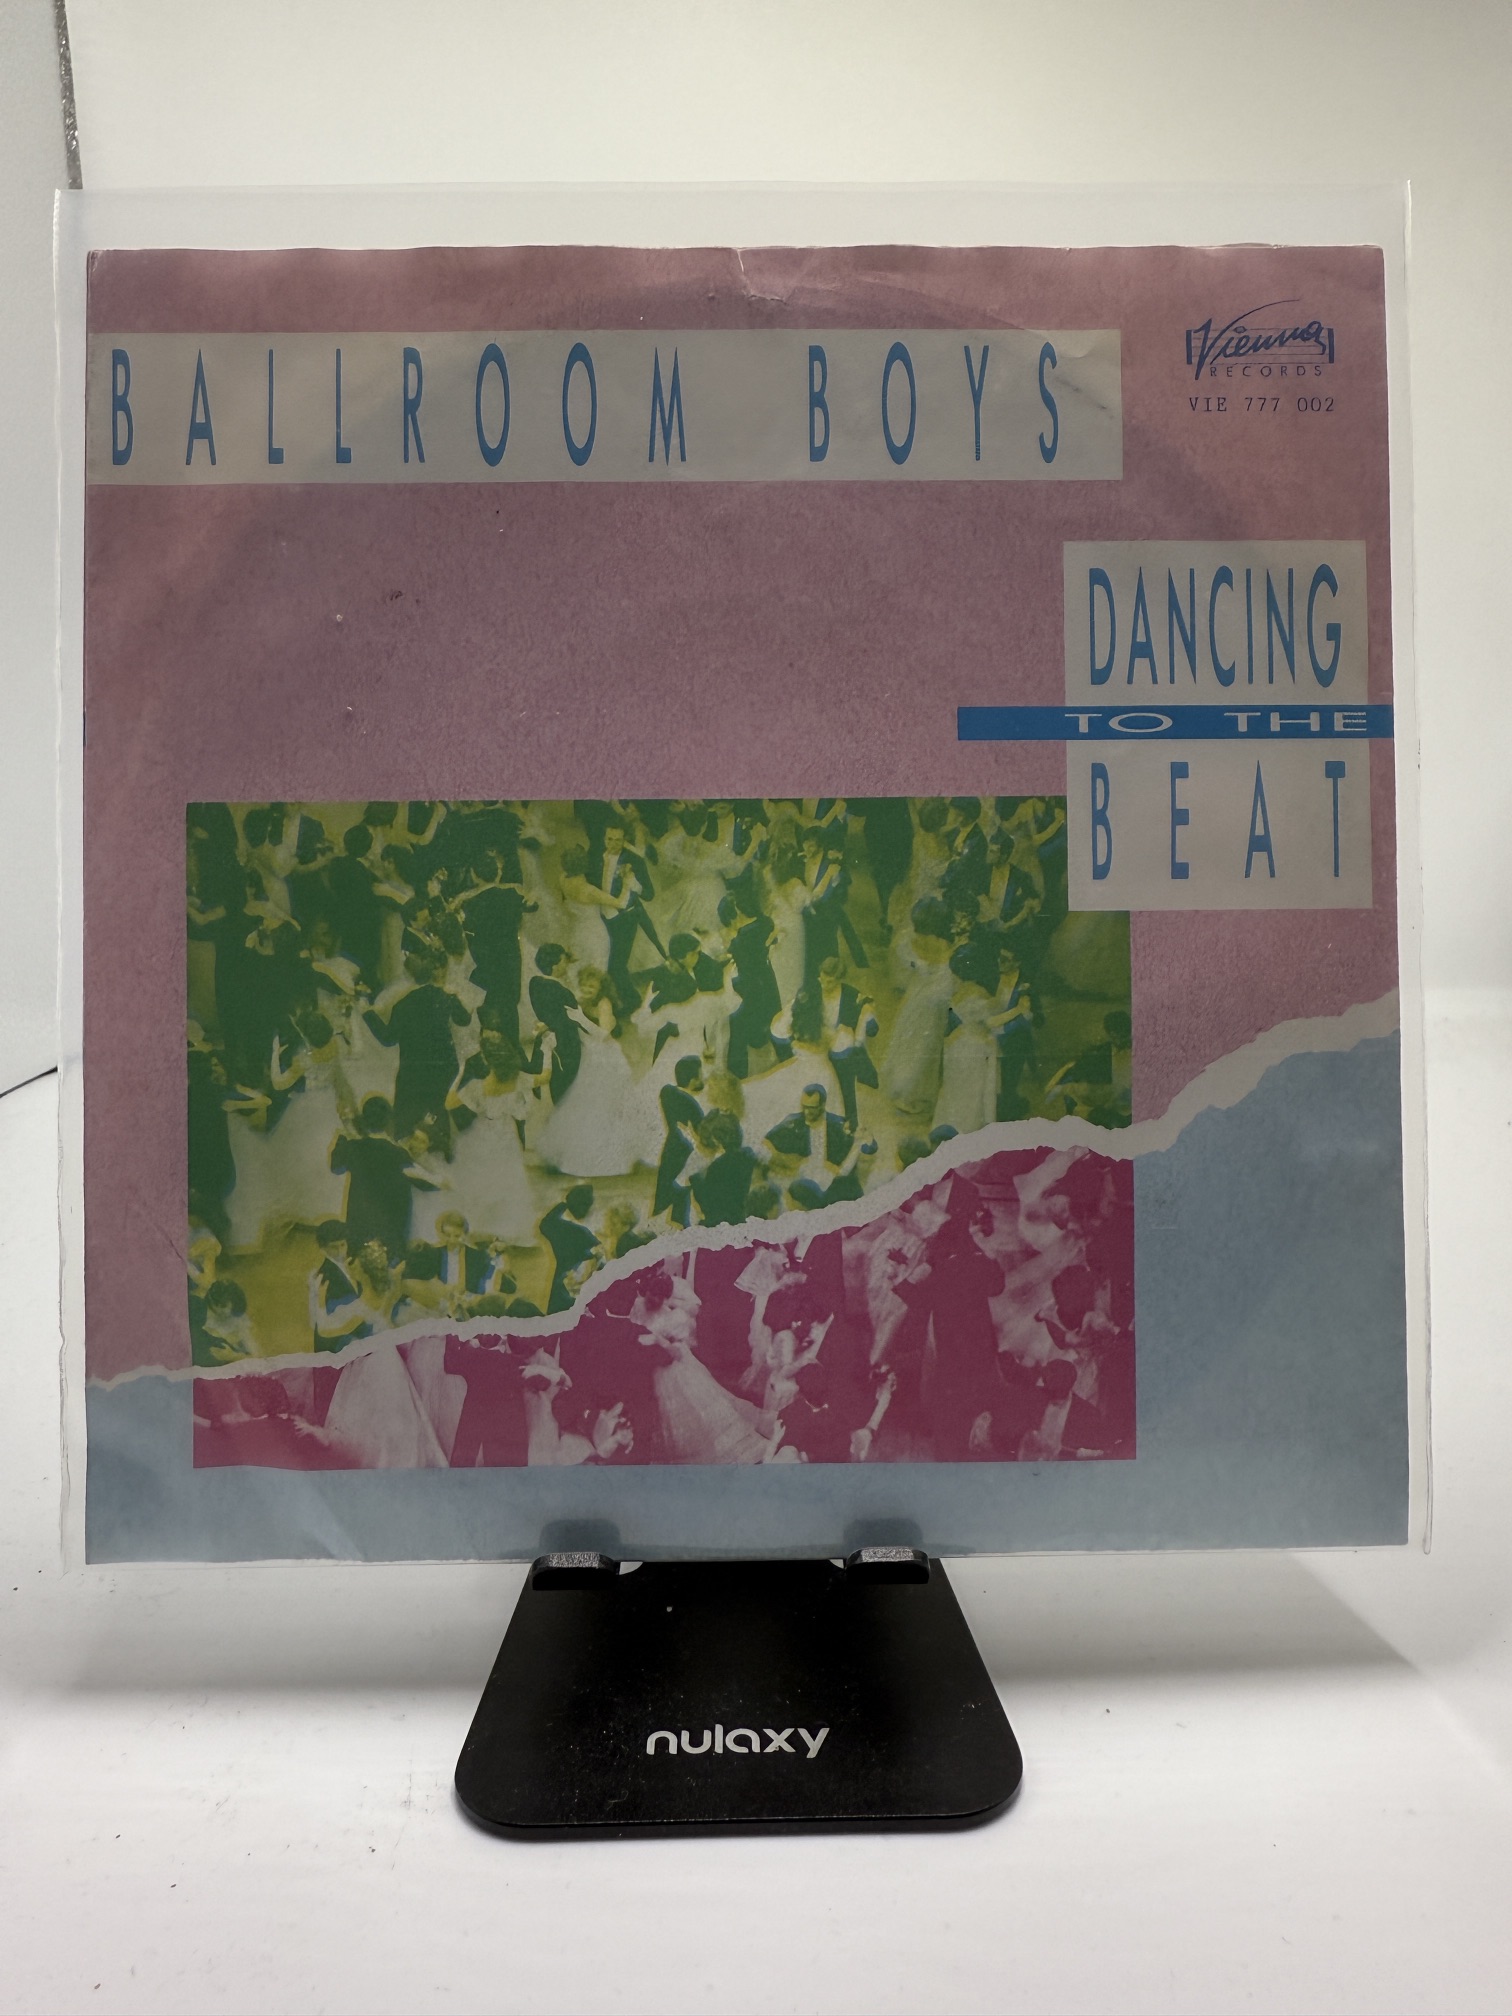 BALLROOM BOYS
Vienna
RECORDS
VIE 777 002
DANCING
TO THE
BEAT
nulaxy